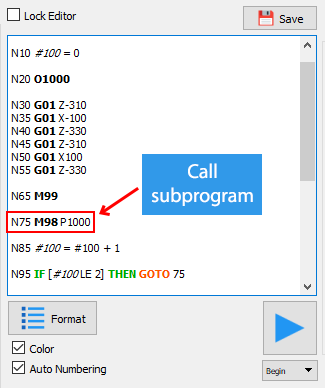 Lock Editor
Save
N10 #100 = 0
N20 O1000
N30 G01 Z-310
N35 G01 X-100
N40 G01 Z-330
N45 G01 Z-310
N50 G01 X100
N55 G01 Z-330
N65 M99
Call
subprogram
N75 M98 P1000
N85 #100 = #100 + 1
N95 IF [#100 LE 2] THEN GOTO 75
Format
Color
Auto Numbering
Begin